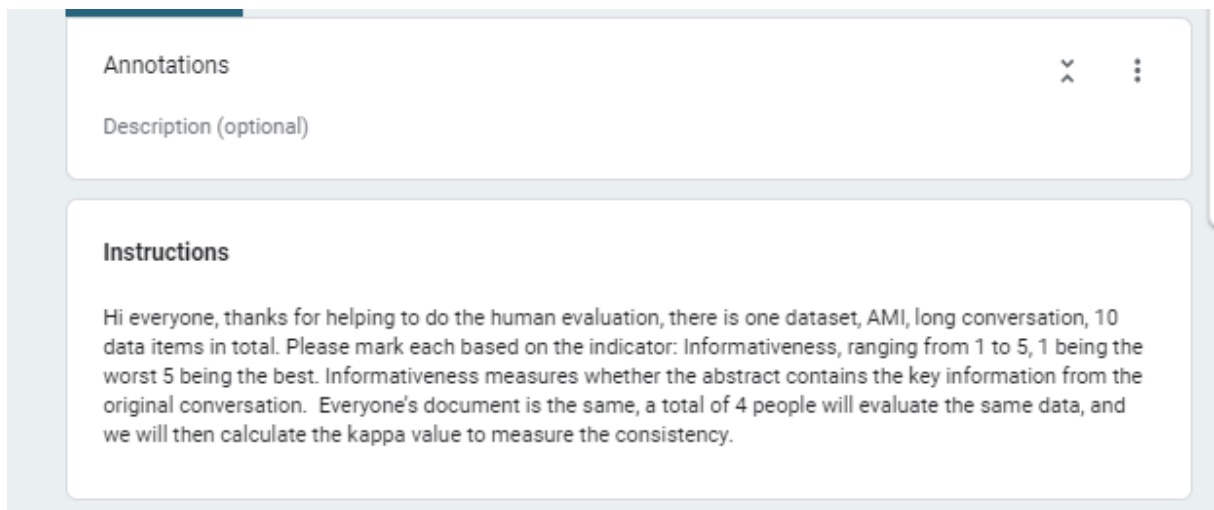 Annotations
Description (optional)
Instructions
Hi everyone, thanks for helping to do the human evaluation, there is one dataset, AMI, long conversation, 10
data items in total. Please mark each based on the indicator: Informativeness, ranging from 1 to 5, 1 being the
worst 5 being the best. Informativeness measures whether the abstract contains the key information from the
original conversation.  Everyone's document is the same, a total of 4 people will evaluate the same data, and
we will then calculate the kappa value to measure the consistency.